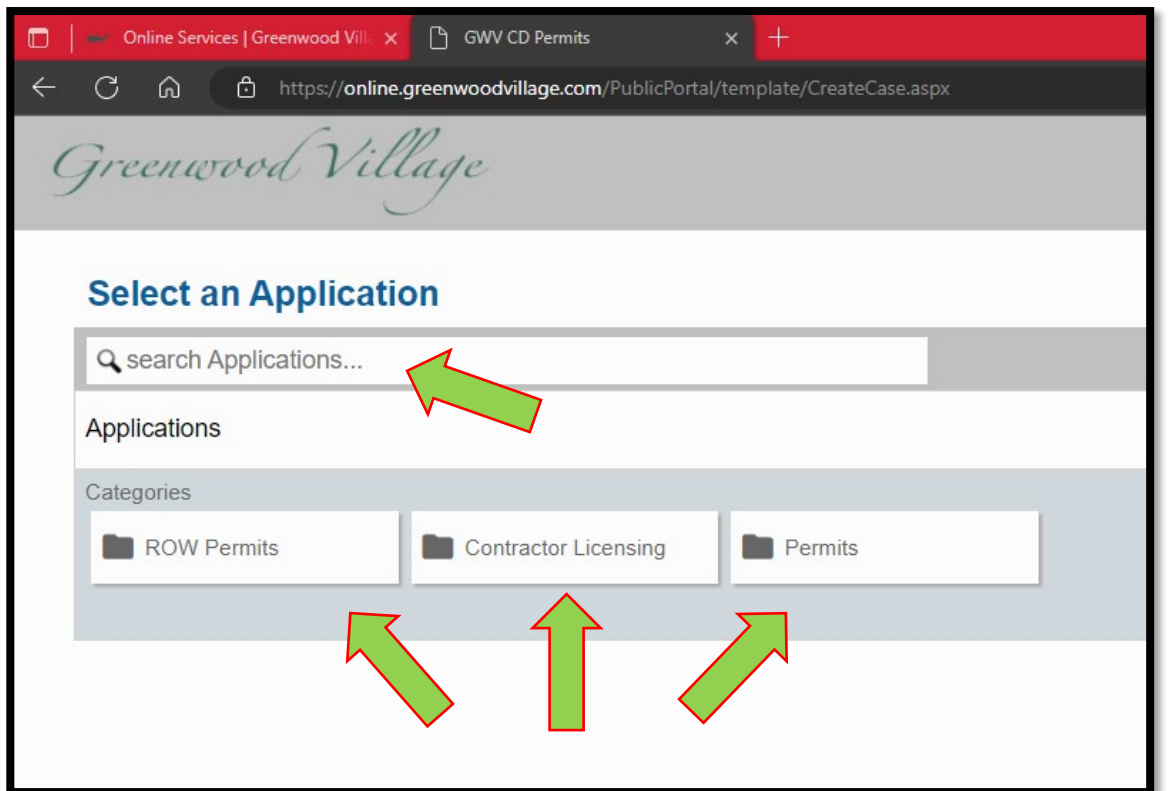 Online Services | Greenwood Vill
GWV CD Permits
https://online.greenwoodvillage.com/PublicPortal/template/CreateCase.aspx
Greenwood Village
Select an Application
search Applications...
Applications
Categories
ROW Permits
Contractor Licensing
Permits